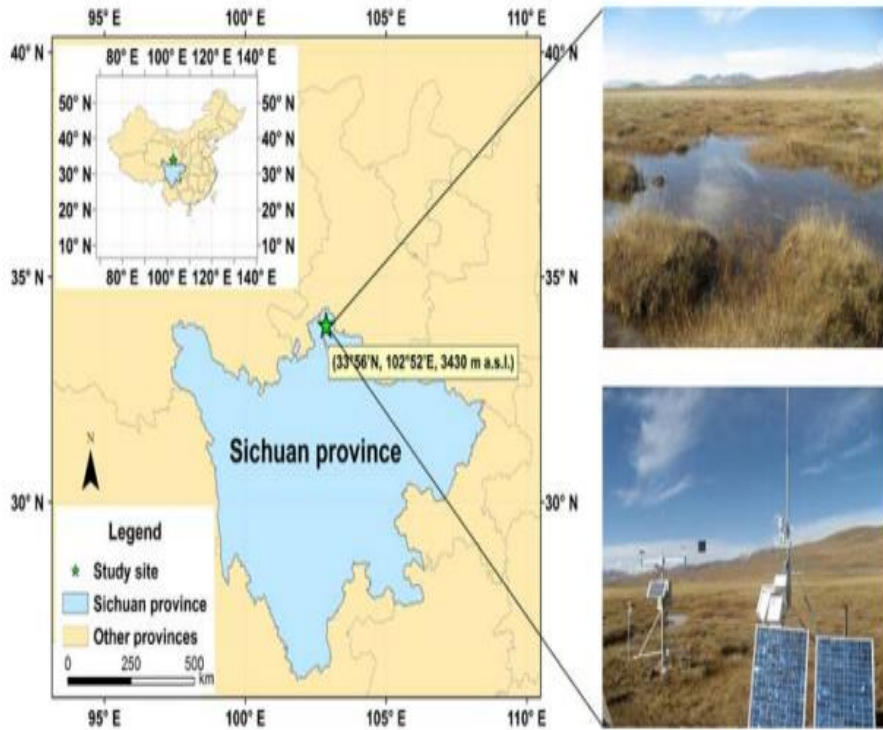 95° E 100° E 105° E 110° E
40° N 40° N
80° E 100° E 120° E 140° E
50° N 50° N
40° N 40° N
30° N 30° N
20° N 20° N
10° N 10° N
80° E 100° E 120° E 140° E
35° N 35° N
(33°56'N, 102°52'E, 3430 m a.s.l.)
Sichuan province
N
30° N 30° N
Legend
Study site
Sichuan province
Other provinces
0 250 500
km
95° E 100° E 105° E 110° E